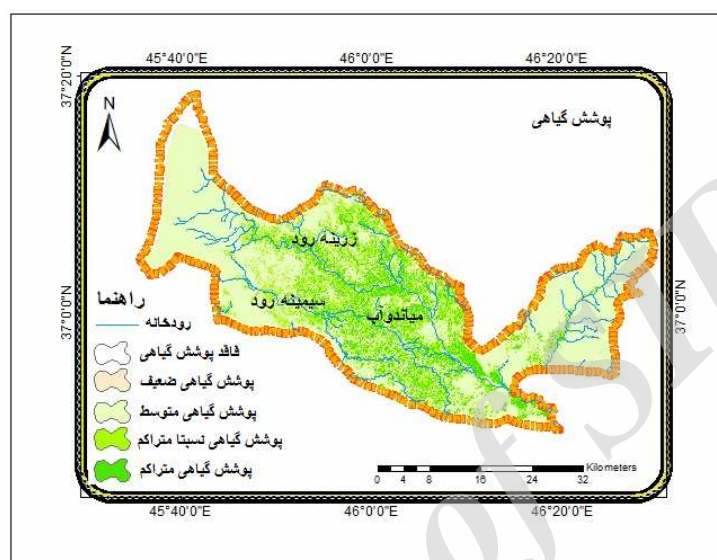 45°40'0"E 46°0'0"E 46°20'0"E
37°20'0"N
N
پوشش گیاهی
زرینه رود
سیمینه رود
میاندوآب
37°0'0"N
37°0'0"N
راهنما
رودخانه
فاقد پوشش گیاهی
پوشش گیاهی ضعیف
پوشش گیاهی متوسط
پوشش گیاهی نسبتا متراکم
پوشش گیاهی متراکم
0 4 8 16 24 32 Kilometers
45°40'0"E 46°0'0"E 46°20'0"E
of SI